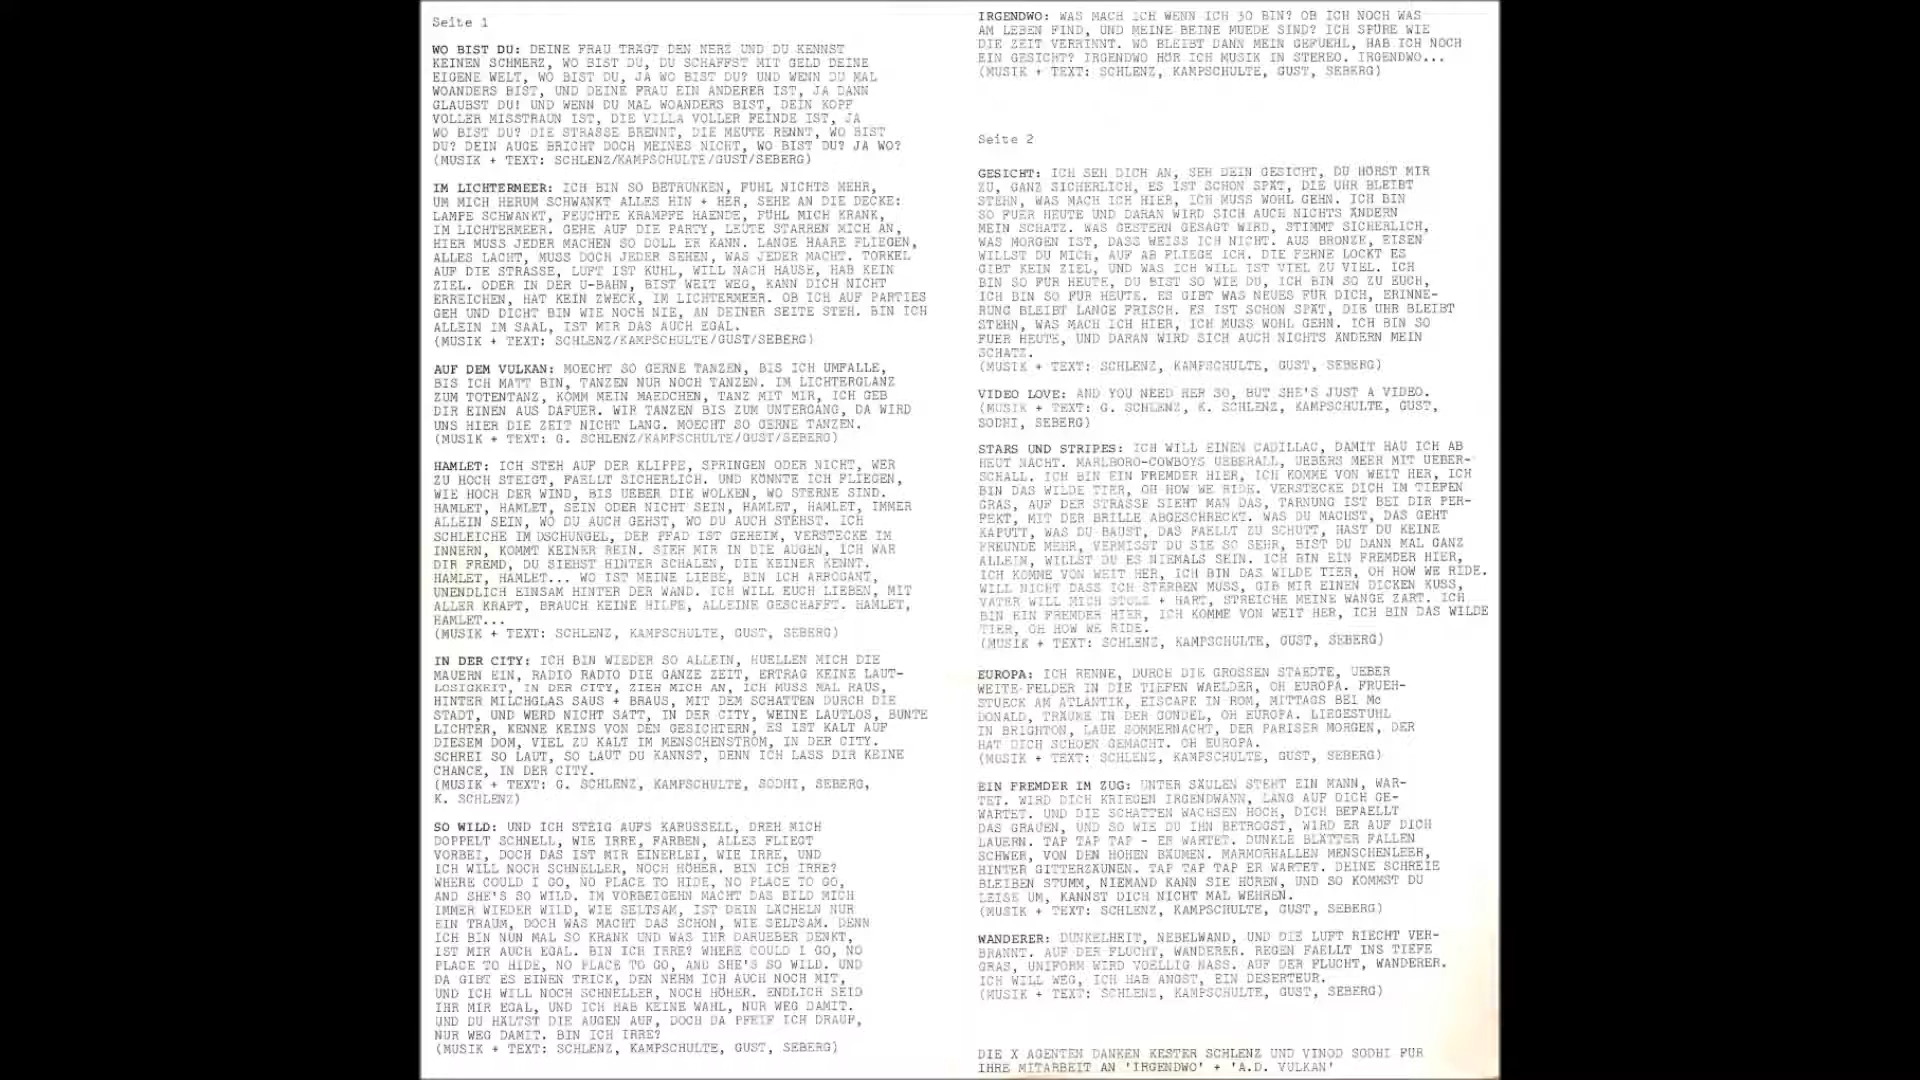 Seite 1
WO BIST DU: DEINE FRAU TRÄGT DEN NERZ UND DU KENNST
KEINEN SCHMERZ, WO BIST DU, DU SCHAFFST MIT GELD DEINE
EIGENE WELT, WO BIST DU, JA WO BIST DU? UND WENN DU MAL
WOANDERS BIST, UND DEINE FRAU EIN ANDERER IST, JA DANN
GLAUBST DU! UND WENN DU MAL WOANDERS BIST, DEIN KOPF
VOLLER MISSTRAUN IST, DIE VILLA VOLLER FEINDE IST, JA
WO BIST DU? DIE STRASSE BRENNT, DIE MEUTE RENNT, WO BIST
DU? DEIN AUGE BRICHT DOCH MEINES NICHT, WO BIST DU? JA WO?
(MUSIK + TEXT: SCHLENZ/KAMPSCHULTE/GUST/SEBERG)
IM LICHTERMEER: ICH BIN SO BETRUNKEN, FÜHL NICHTS MEHR,
UM MICH HERUM SCHWANKT ALLES HIN + HER, SEHE AN DIE DECKE:
LAMPE SCHWANKT, FEUCHTE KRAMPFE HAENDE, FÜHL MICH KRANK,
IM LICHTERMEER. GEHE AUF DIE PARTY, LEUTE STARREN MICH AN,
HIER MUSS JEDER MACHEN SO DOLL ER KANN. LANGE HAARE FLIEGEN,
ALLES LACHT, MUSS DOCH JEDER SEHEN, WAS JEDER MACHT. TORKEL
AUF DIE STRASSE, LUFT IST KÜHL, WILL NACH HAUSE, HAB KEIN
ZIEL. ODER IN DER U-BAHN, BIST WEIT WEG, KANN DICH NICHT
ERREICHEN, HAT KEIN ZWECK, IM LICHTERMEER. OB ICH AUF PARTIES
GEH UND DICHT BIN WIE NOCH NIE, AN DEINER SEITE STEH. BIN ICH
ALLEIN IM SAAL, IST MIR DAS AUCH EGAL.
(MUSIK + TEXT: SCHLENZ/KAMPSCHULTE/GUST/SEBERG)
AUF DEM VULKAN: MOECHT SO GERNE TANZEN, BIS ICH UMFALLE,
BIS ICH MATT BIN, TANZEN NUR NOCH TANZEN. IM LICHTERGLANZ
ZUM TOTENTANZ, KOMM MEIN MAEDCHEN, TANZ MIT MIR, ICH GEB
DIR EINEN AUS DAFUER. WIR TANZEN BIS ZUM UNTERGANG, DA WIRD
UNS HIER DIE ZEIT NICHT LANG. MOECHT SO GERNE TANZEN.
(MUSIK + TEXT: G. SCHLENZ/KAMPSCHULTE/GUST/SEBERG)
HAMLET: ICH STEH AUF DER KLIPPE, SPRINGEN ODER NICHT, WER
ZU HOCH STEIGT, FAELLT SICHERLICH. UND KÖNNTE ICH FLIEGEN,
WIE HOCH DER WIND, BIS UEBER DIE WOLKEN, WO STERNE SIND.
HAMLET, HAMLET, SEIN ODER NICHT SEIN, HAMLET, HAMLET, IMMER
ALLEIN SEIN, WO DU AUCH GEHST, WO DU AUCH STEHST. ICH
SCHLEICHE IM DSCHUNGEL, DER PFAD IST GEHEIM, VERSTECKE IM
INNERN, KOMMT KEINER REIN. SIEH MIR IN DIE AUGEN, ICH WAR
DIR FREMD, DU SIEHST HINTER SCHALEN, DIE KEINER KENNT.
HAMLET, HAMLET... WO IST MEINE LIEBE, BIN ICH ARROGANT,
UNENDLICH EINSAM HINTER DER WAND. ICH WILL EUCH LIEBEN, MIT
ALLER KRAFT, BRAUCH KEINE HILFE, ALLEINE GESCHAFFT. HAMLET,
HAMLET...
(MUSIK + TEXT: SCHLENZ, KAMPSCHULTE, GUST, SEBERG)
IN DER CITY: ICH BIN WIEDER SO ALLEIN, HUELLEN MICH DIE
MAUERN EIN, RADIO RADIO DIE GANZE ZEIT, ERTRAG KEINE LAUT-
LOSIGKEIT, IN DER CITY, ZIEH MICH AN, ICH MUSS MAL RAUS,
HINTER MILCHGLAS SAUS + BRAUS, MIT DEM SCHATTEN DURCH DIE
STADT, UND WERD NICHT SATT, IN DER CITY, WEINE LAUTLOS, BUNTE
LICHTER, KENNE KEINS VON DEN GESICHTERN, ES IST KALT AUF
DIESEM DOM, VIEL ZU KALT IM MENSCHENSTROM, IN DER CITY.
SCHREI SO LAUT, SO LAUT DU KANNST, DENN ICH LASS DIR KEINE
CHANCE, IN DER CITY.
(MUSIK + TEXT: G. SCHLENZ, KAMPSCHULTE, SODHI, SEBERG,
K. SCHLENZ)
SO WILD: UND ICH STEIG AUFS KARUSSELL, DREH MICH
DOPPELT SCHNELL, WIE IRRE, FARBEN, ALLES FLIEGT
VORBEI, DOCH DAS IST MIR EINERLEI, WIE IRRE, UND
ICH WILL NOCH SCHNELLER, NOCH HÖHER. BIN ICH IRRE?
WHERE COULD I GO, NO PLACE TO HIDE, NO PLACE TO GO,
AND SHE'S SO WILD. IM VORBEIGEHN MACHT DAS BILD MICH
IMMER WIEDER WILD, WIE SELTSAM, IST DEIN LÄCHELN NUR
EIN TRAUM, DOCH WAS MACHT DAS SCHON, WIE SELTSAM. DENN
ICH BIN NUN MAL SO KRANK UND WAS IHR DARUEBER DENKT,
IST MIR AUCH EGAL. BIN ICH IRRE? WHERE COULD I GO, NO
PLACE TO HIDE, NO PLACE TO GO, AND SHE'S SO WILD. UND
DA GIBT ES EINEN TRICK, DEN NEHM ICH AUCH NOCH MIT,
UND ICH WILL NOCH SCHNELLER, NOCH HÖHER. ENDLICH SEID
IHR MIR EGAL, UND ICH HAB KEINE WAHL, NUR WEG DAMIT.
UND DU HÄLTST DIE AUGEN AUF, DOCH DA PFEIF ICH DRAUF,
NUR WEG DAMIT. BIN ICH IRRE?
(MUSIK + TEXT: SCHLENZ, KAMPSCHULTE, GUST, SEBERG)
IRGENDWO: WAS MACH ICH WENN ICH 30 BIN? OB ICH NOCH WAS
AM LEBEN FIND, UND MEINE BEINE MUEDE SIND? ICH SPÜRE WIE
DIE ZEIT VERRINNT. WO BLEIBT DANN MEIN GEFUEHL, HAB ICH NOCH
EIN GESICHT? IRGENDWO HÖR ICH MUSIK IN STEREO. IRGENDWO...
(MUSIK + TEXT: SCHLENZ, KAMPSCHULTE, GUST, SEBERG)
Seite 2
GESICHT: ICH SEH DICH AN, SEH DEIN GESICHT, DU HÖRST MIR
ZU, GANZ SICHERLICH, ES IST SCHON SPÄT, DIE UHR BLEIBT
STEHN, WAS MACH ICH HIER, ICH MUSS WOHL GEHN. ICH BIN
SO FUER HEUTE UND DARAN WIRD SICH AUCH NICHTS ÄNDERN
MEIN SCHATZ. WAS GESTERN GESAGT WIRD, STIMMT SICHERLICH,
WAS MORGEN IST, DASS WEISS ICH NICHT. AUS BRONZE, EISEN
WILLST DU MICH, AUF AB FLIEGE ICH. DIE FERNE LOCKT ES
GIBT KEIN ZIEL, UND WAS ICH WILL IST VIEL ZU VIEL. ICH
BIN SO FÜR HEUTE, DU BIST SO WIE DU, ICH BIN SO ZU EUCH,
ICH BIN SO FÜR HEUTE. ES GIBT WAS NEUES FÜR DICH, ERINNE-
RUNG BLEIBT LANGE FRISCH. ES IST SCHON SPÄT, DIE UHR BLEIBT
STEHN, WAS MACH ICH HIER, ICH MUSS WOHL GEHN. ICH BIN SO
FUER HEUTE, UND DARAN WIRD SICH AUCH NICHTS ÄNDERN MEIN
SCHATZ.
(MUSIK + TEXT: SCHLENZ, KAMPSCHULTE, GUST, SEBERG)
VIDEO LOVE: AND YOU NEED HER SO, BUT SHE'S JUST A VIDEO.
(MUSIK + TEXT: G. SCHLENZ, K. SCHLENZ, KAMPSCHULTE, GUST,
SODHI, SEBERG)
STARS UND STRIPES: ICH WILL EINEN CADILLAC, DAMIT HAU ICH AB
HEUT NACHT. MARLBORO-COWBOYS UEBERALL, UEBERS MEER MIT UEBER-
SCHALL. ICH BIN EIN FREMDER HIER, ICH KOMME VON WEIT HER, ICH
BIN DAS WILDE TIER, OH HOW WE RIDE. VERSTECKE DICH IM TIEFEN
GRAS, AUF DER STRASSE SIEHT MAN DAS, TARNUNG IST BEI DIR PER-
FEKT, MIT DER BRILLE ABGESCHRECKT. WAS DU MACHST, DAS GEHT
KAPUTT, WAS DU BAUST, DAS FAELLT ZU SCHUTT, HAST DU KEINE
FREUNDE MEHR, VERMISST DU SIE SO SEHR, BIST DU DANN MAL GANZ
ALLEIN, WILLST DU ES NIEMALS SEIN. ICH BIN EIN FREMDER HIER,
ICH KOMME VON WEIT HER, ICH BIN DAS WILDE TIER, OH HOW WE RIDE.
WILL NICHT DASS ICH STERBEN MUSS, GIB MIR EINEN DICKEN KUSS,
VATER WILL MICH STOLZ + HART, STREICHE MEINE WANGE ZART. ICH
BIN EIN FREMDER HIER, ICH KOMME VON WEIT HER, ICH BIN DAS WILDE
TIER, OH HOW WE RIDE.
(MUSIK + TEXT: SCHLENZ, KAMPSCHULTE, GUST, SEBERG)
EUROPA: ICH RENNE, DURCH DIE GROSSEN STAEDTE, UEBER
WEITE FELDER IN DIE TIEFEN WAELDER, OH EUROPA. FRUEH-
STUECK AM ATLANTIK, EISCAFE IN ROM, MITTAGS BEI Mc
DONALD, TRÄUME IN DER GONDEL, OH EUROPA. LIEGESTUHL
IN BRIGHTON, LAUE SOMMERNACHT, DER PARISER MORGEN, DER
HAT DICH SCHOEN GEMACHT. OH EUROPA.
(MUSIK + TEXT: SCHLENZ, KAMPSCHULTE, GUST, SEBERG)
EIN FREMDER IM ZUG: UNTER SÄULEN STEHT EIN MANN, WAR-
TET. WIRD DICH KRIEGEN IRGENDWANN, LANG AUF DICH GE-
WARTET. UND DIE SCHATTEN WACHSEN HOCH, DICH BEFAELLT
DAS GRAUEN, UND SO WIE DU IHN BETROGST, WIRD ER AUF DICH
LAUERN. TAP TAP TAP - ER WARTET. DUNKLE BLÄTTER FALLEN
SCHWER, VON DEN HOHEN BÄUMEN. MARMORHALLEN MENSCHENLEER,
HINTER GITTERZÄUNEN. TAP TAP TAP ER WARTET. DEINE SCHREIE
BLEIBEN STUMM, NIEMAND KANN SIE HÖREN, UND SO KOMMST DU
LEISE UM, KANNST DICH NICHT MAL WEHREN.
(MUSIK + TEXT: SCHLENZ, KAMPSCHULTE, GUST, SEBERG)
WANDERER: DUNKELHEIT, NEBELWAND, UND DIE LUFT RIECHT VER-
BRANNT. AUF DER FLUCHT, WANDERER. REGEN FAELLT INS TIEFE
GRAS, UNIFORM WIRD VOELLIG NASS. AUF DER FLUCHT, WANDERER.
ICH WILL WEG, ICH HAB ANGST, EIN DESERTEUR.
(MUSIK + TEXT: SCHLENZ, KAMPSCHULTE, GUST, SEBERG)
DIE X AGENTEN DANKEN KESTER SCHLENZ UND VINOD SODHI FÜR
IHRE MITARBEIT AN 'IRGENDWO' + 'A.D. VULKAN'